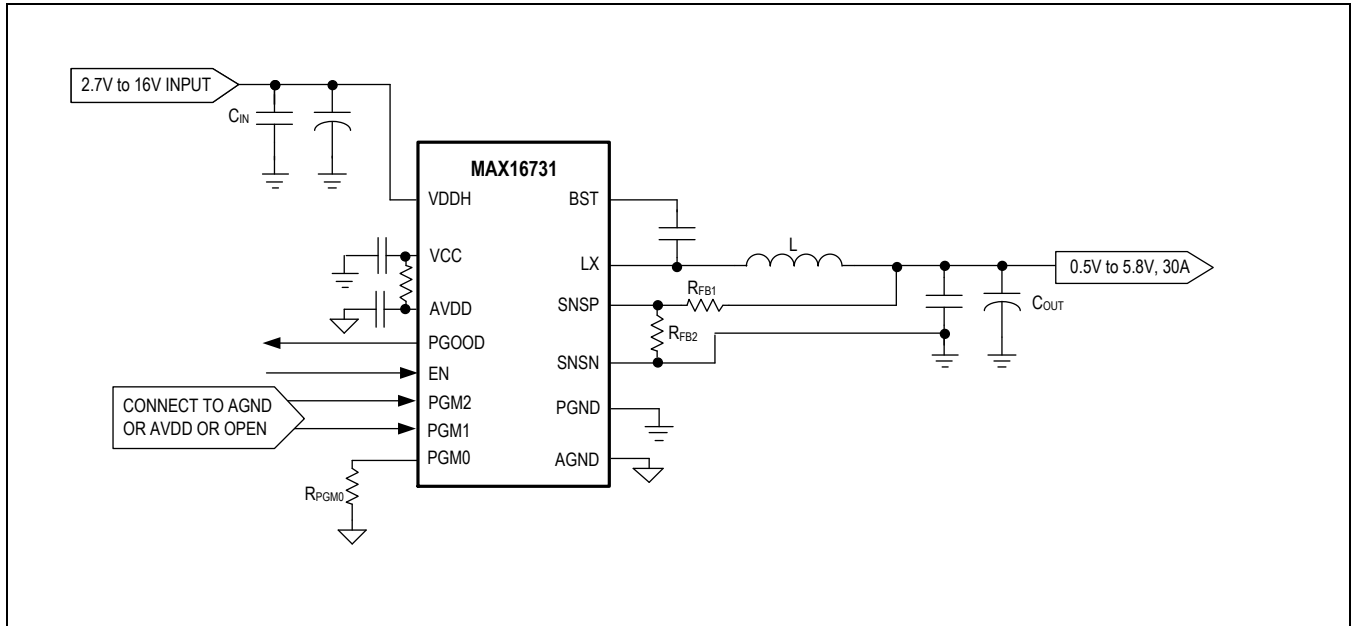 2.7V to 16V INPUT
CIN
MAX16731
VDDH
BST
VCC
LX
L
0.5V to 5.8V, 30A
SNSP
RFB1
AVDD
RFB2
COUT
PGOOD
SNSN
EN
CONNECT TO AGND
OR AVDD OR OPEN
PGM2
PGND
PGM1
PGM0
AGND
RPGM0